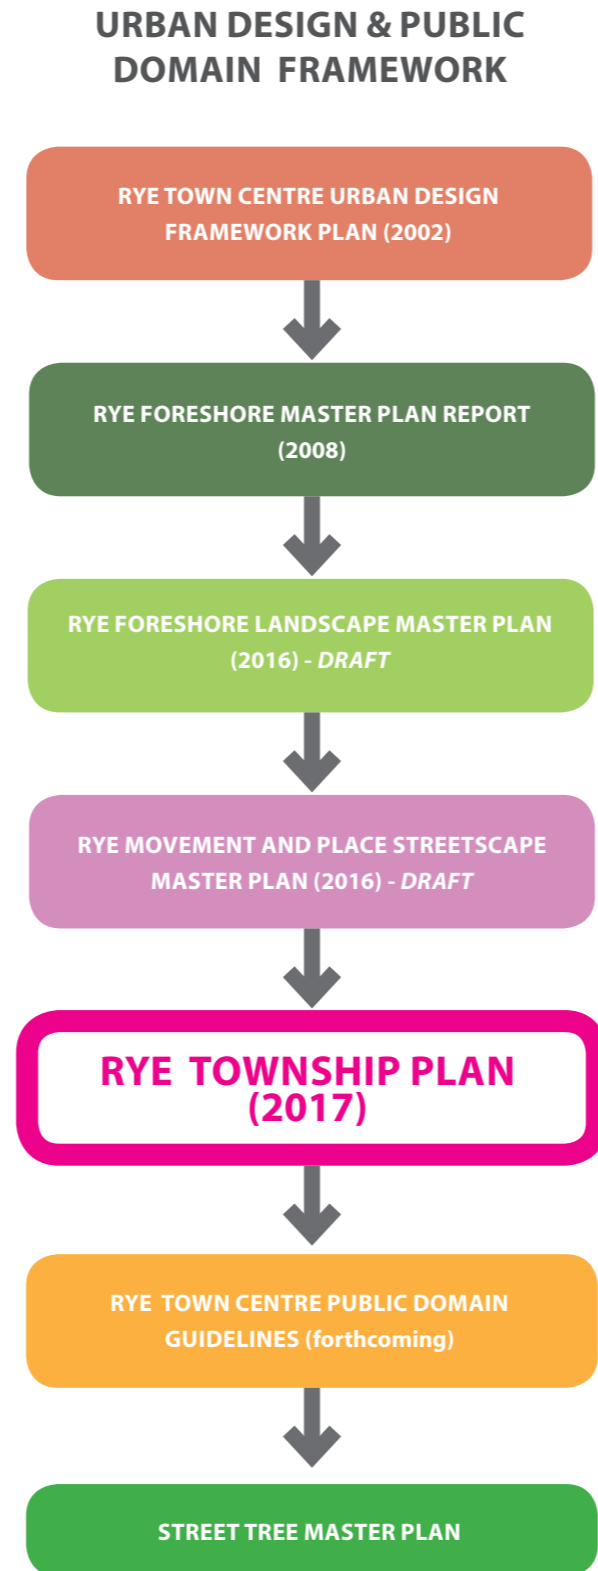 URBAN DESIGN & PUBLIC
DOMAIN FRAMEWORK
RYE TOWN CENTRE URBAN DESIGN
FRAMEWORK PLAN (2002)
RYE FORESHORE MASTER PLAN REPORT
(2008)
RYE FORESHORE LANDSCAPE MASTER PLAN
(2016) - DRAFT
RYE MOVEMENT AND PLACE STREETSCAPE
MASTER PLAN (2016) - DRAFT
RYE TOWNSHIP PLAN
(2017)
RYE TOWN CENTRE PUBLIC DOMAIN
GUIDELINES (forthcoming)
STREET TREE MASTER PLAN